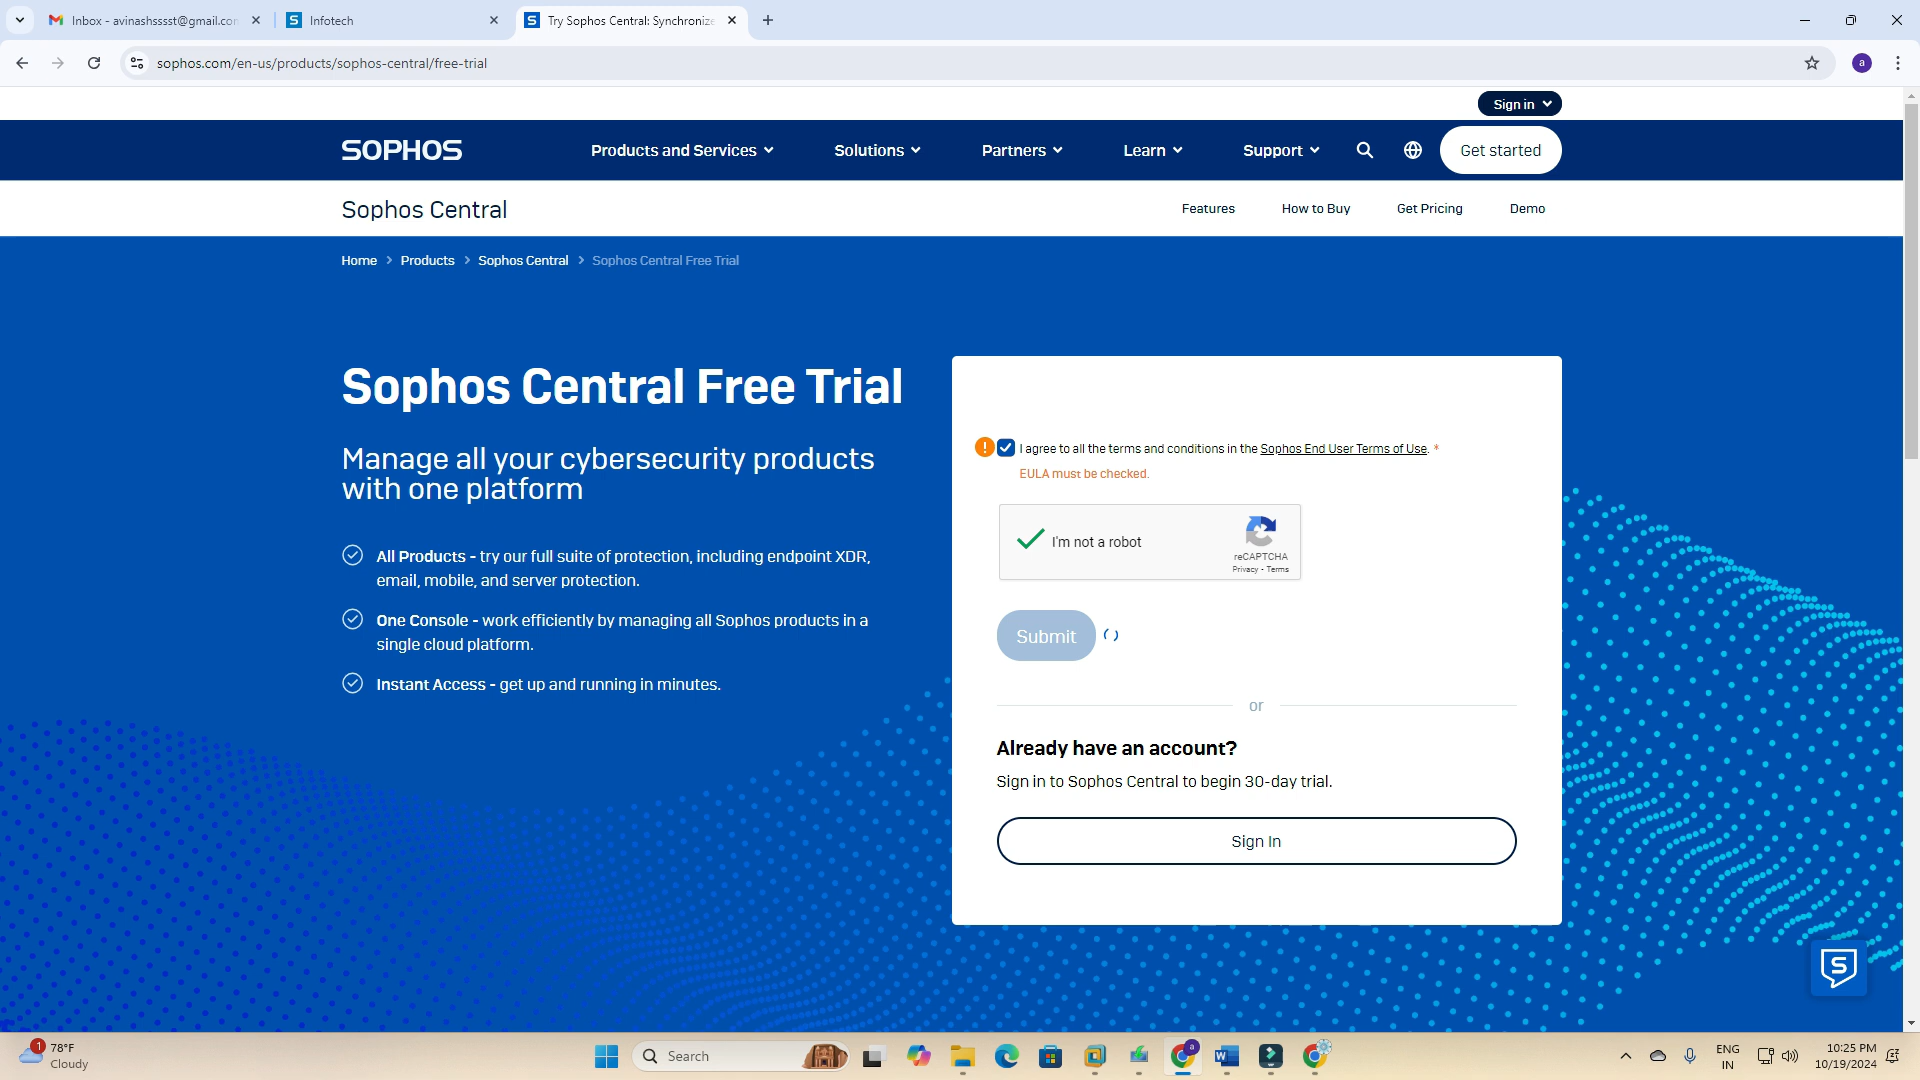 Inbox - avinashsssst@gmail.con
Infotech
Try Sophos Central: Synchronize
sophos.com/en-us/products/sophos-central/free-trial
a
Sign in
SOPHOS
Products and Services
Solutions
Partners
Learn
Support
Get started
Sophos Central
Features
How to Buy
Get Pricing
Demo
Home > Products > Sophos Central > Sophos Central Free Trial
Sophos Central Free Trial
Manage all your cybersecurity products
with one platform
All Products - try our full suite of protection, including endpoint XDR,
email, mobile, and server protection.
One Console - work efficiently by managing all Sophos products in a
single cloud platform.
Instant Access - get up and running in minutes.
I agree to all the terms and conditions in the Sophos End User Terms of Use. *
EULA must be checked.
I'm not a robot
reCAPTCHA
Privacy - Terms
Submit
or
Already have an account?
Sign in to Sophos Central to begin 30-day trial.
Sign In
1
78°F
Cloudy
Search
a
ENG
IN
10:25 PM
10/19/2024